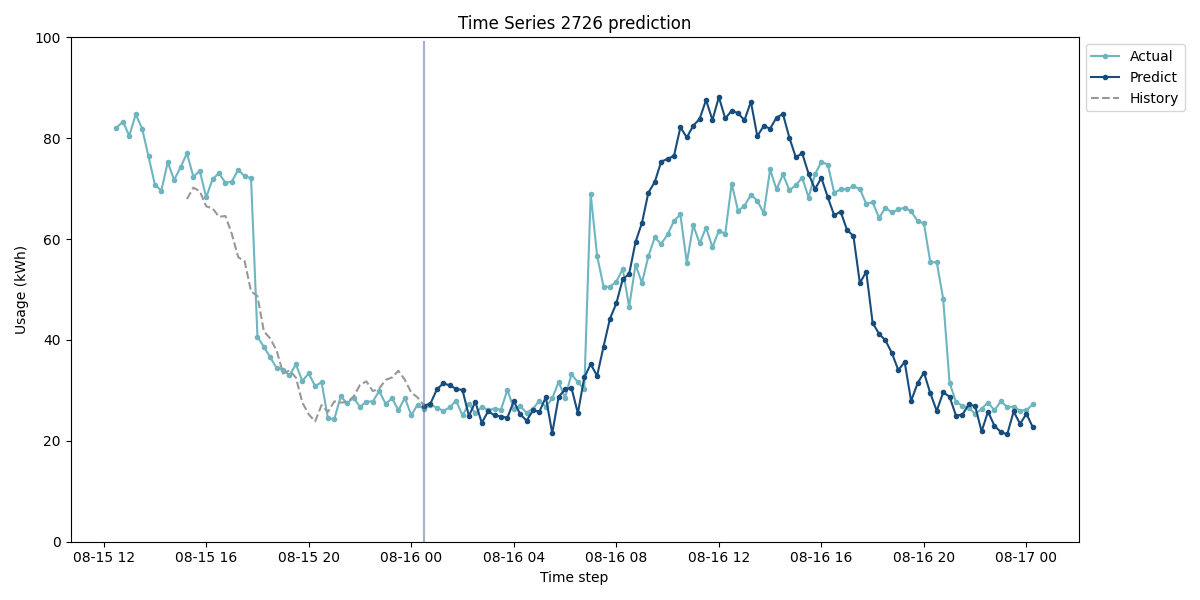 Time Series 2726 prediction
Usage (kWh)
100
80
60
40
20
0
08-15 12
08-15 16
08-15 20
08-16 00
08-16 04
08-16 08
08-16 12
08-16 16
08-16 20
08-17 00
Time step
Actual
Predict
History